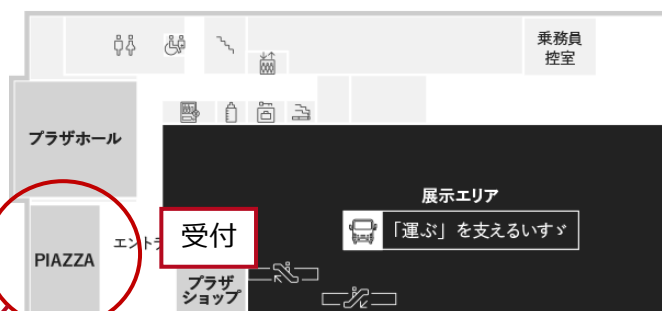 乗務員
控室
プラザホール
展示エリア
「運ぶ」を支えるいすゞ
受付
エントラ
PIAZZA
プラザ
ショップ